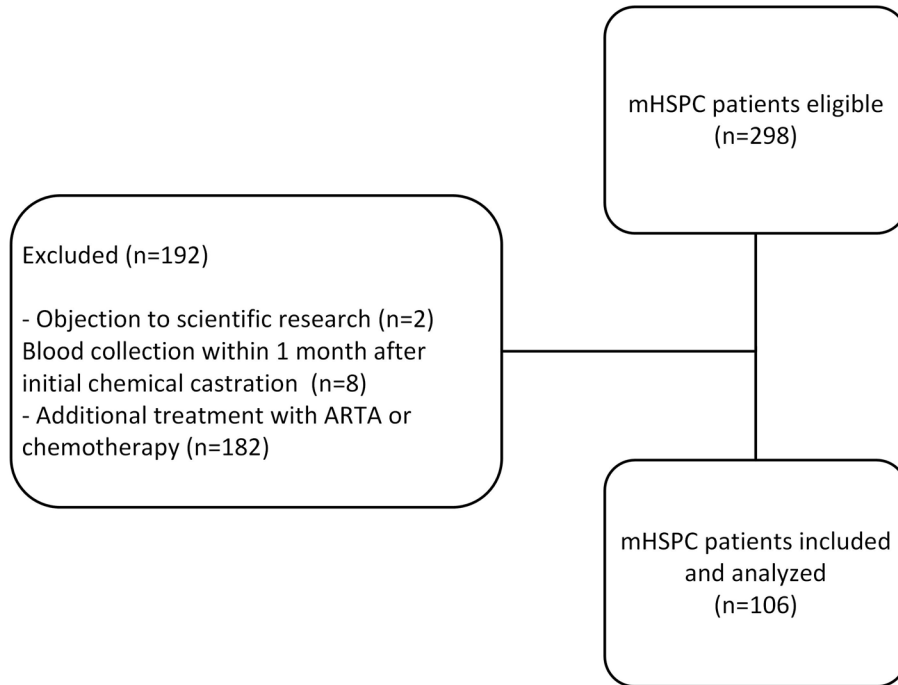 mHSPC patients eligible
(n=298)
Excluded (n=192)
- Objection to scientific research (n=2)
Blood collection within 1 month after
initial chemical castration (n=8)
- Additional treatment with ARTA or
chemotherapy (n=182)
mHSPC patients included
and analyzed
(n=106)